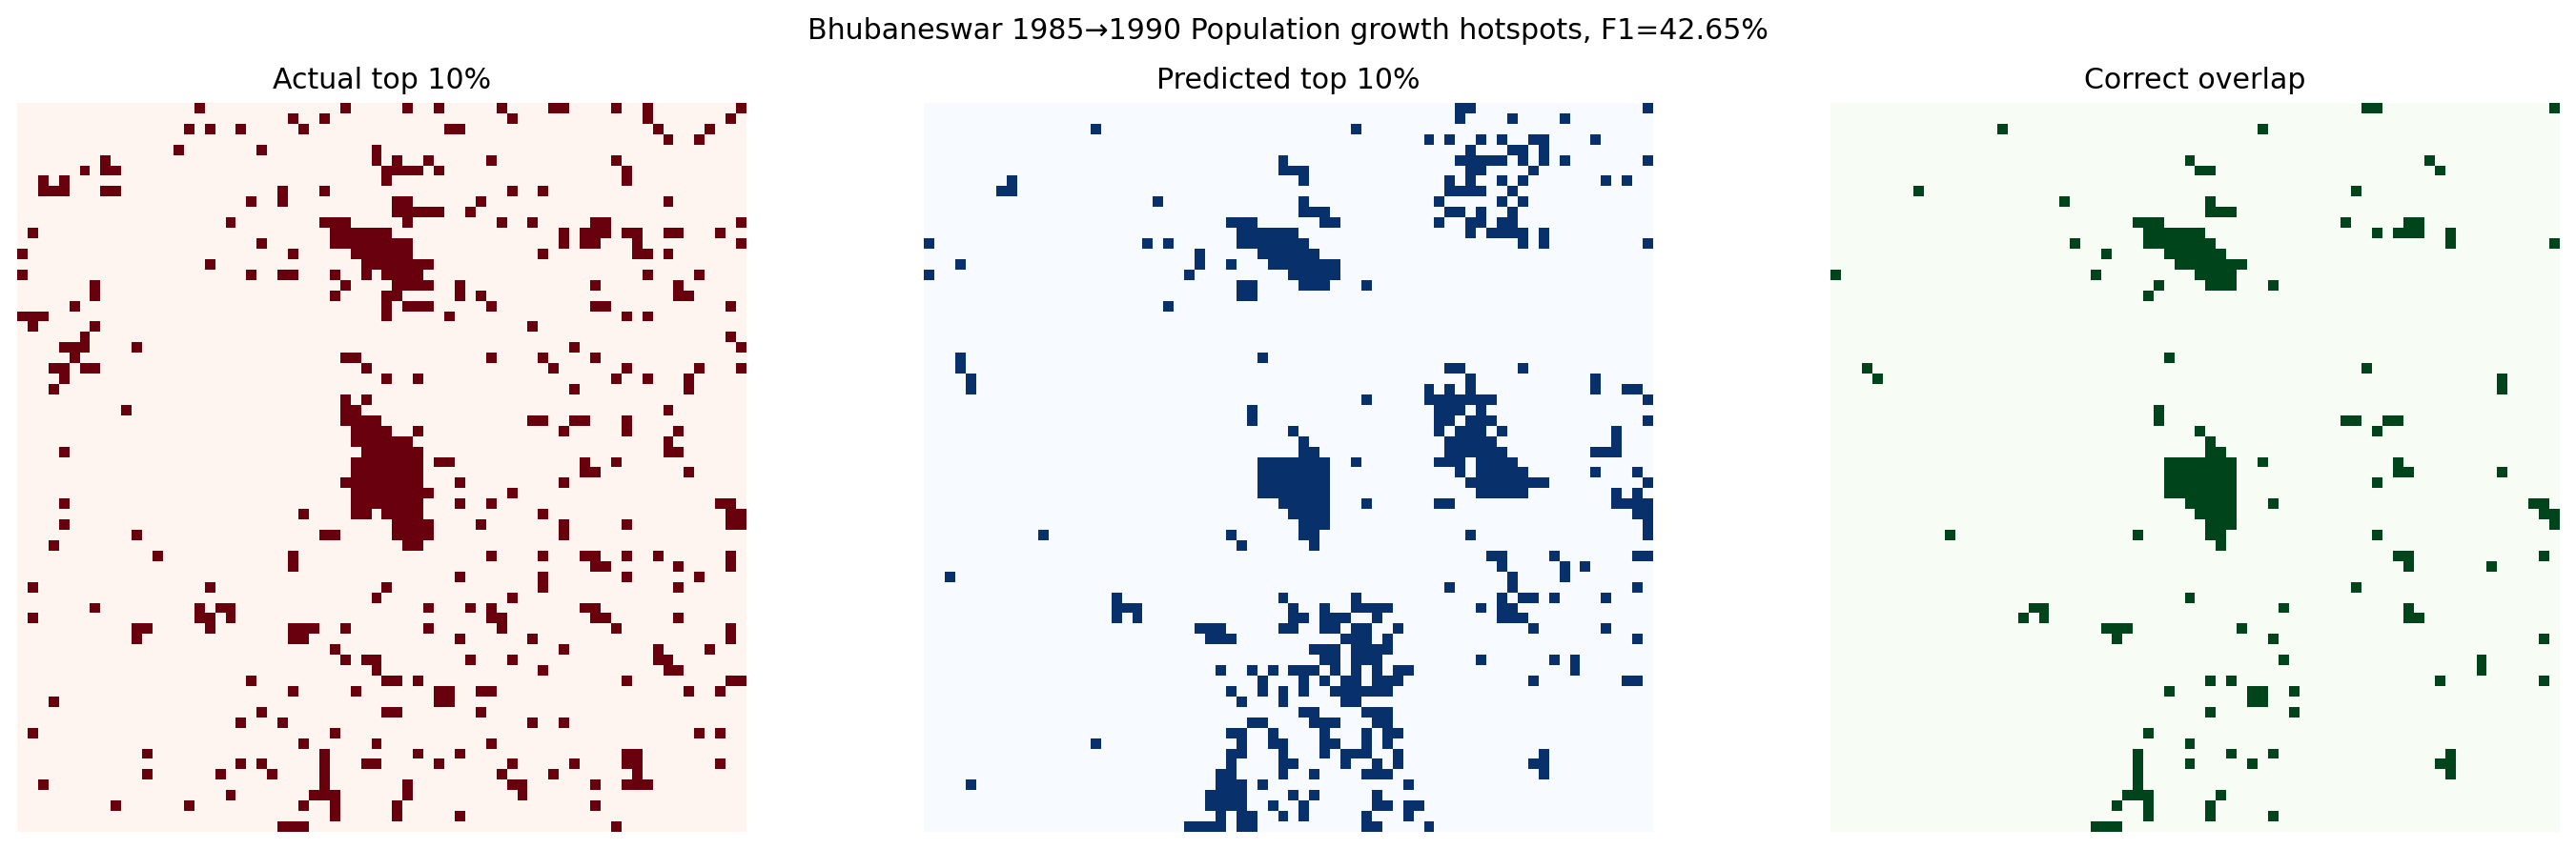 Bhubaneswar 1985→1990 Population growth hotspots, F1=42.65%
Actual top 10%
Predicted top 10%
Correct overlap